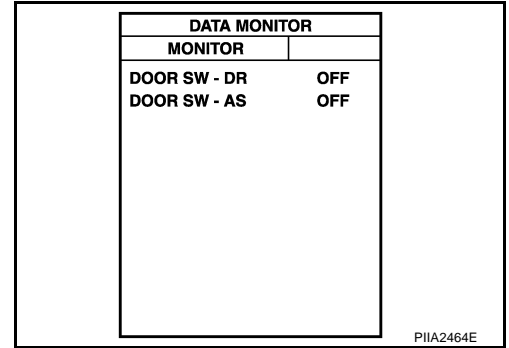 DATA MONITOR
MONITOR
DOOR SW - DR OFF
DOOR SW - AS OFF
PIIA2464E